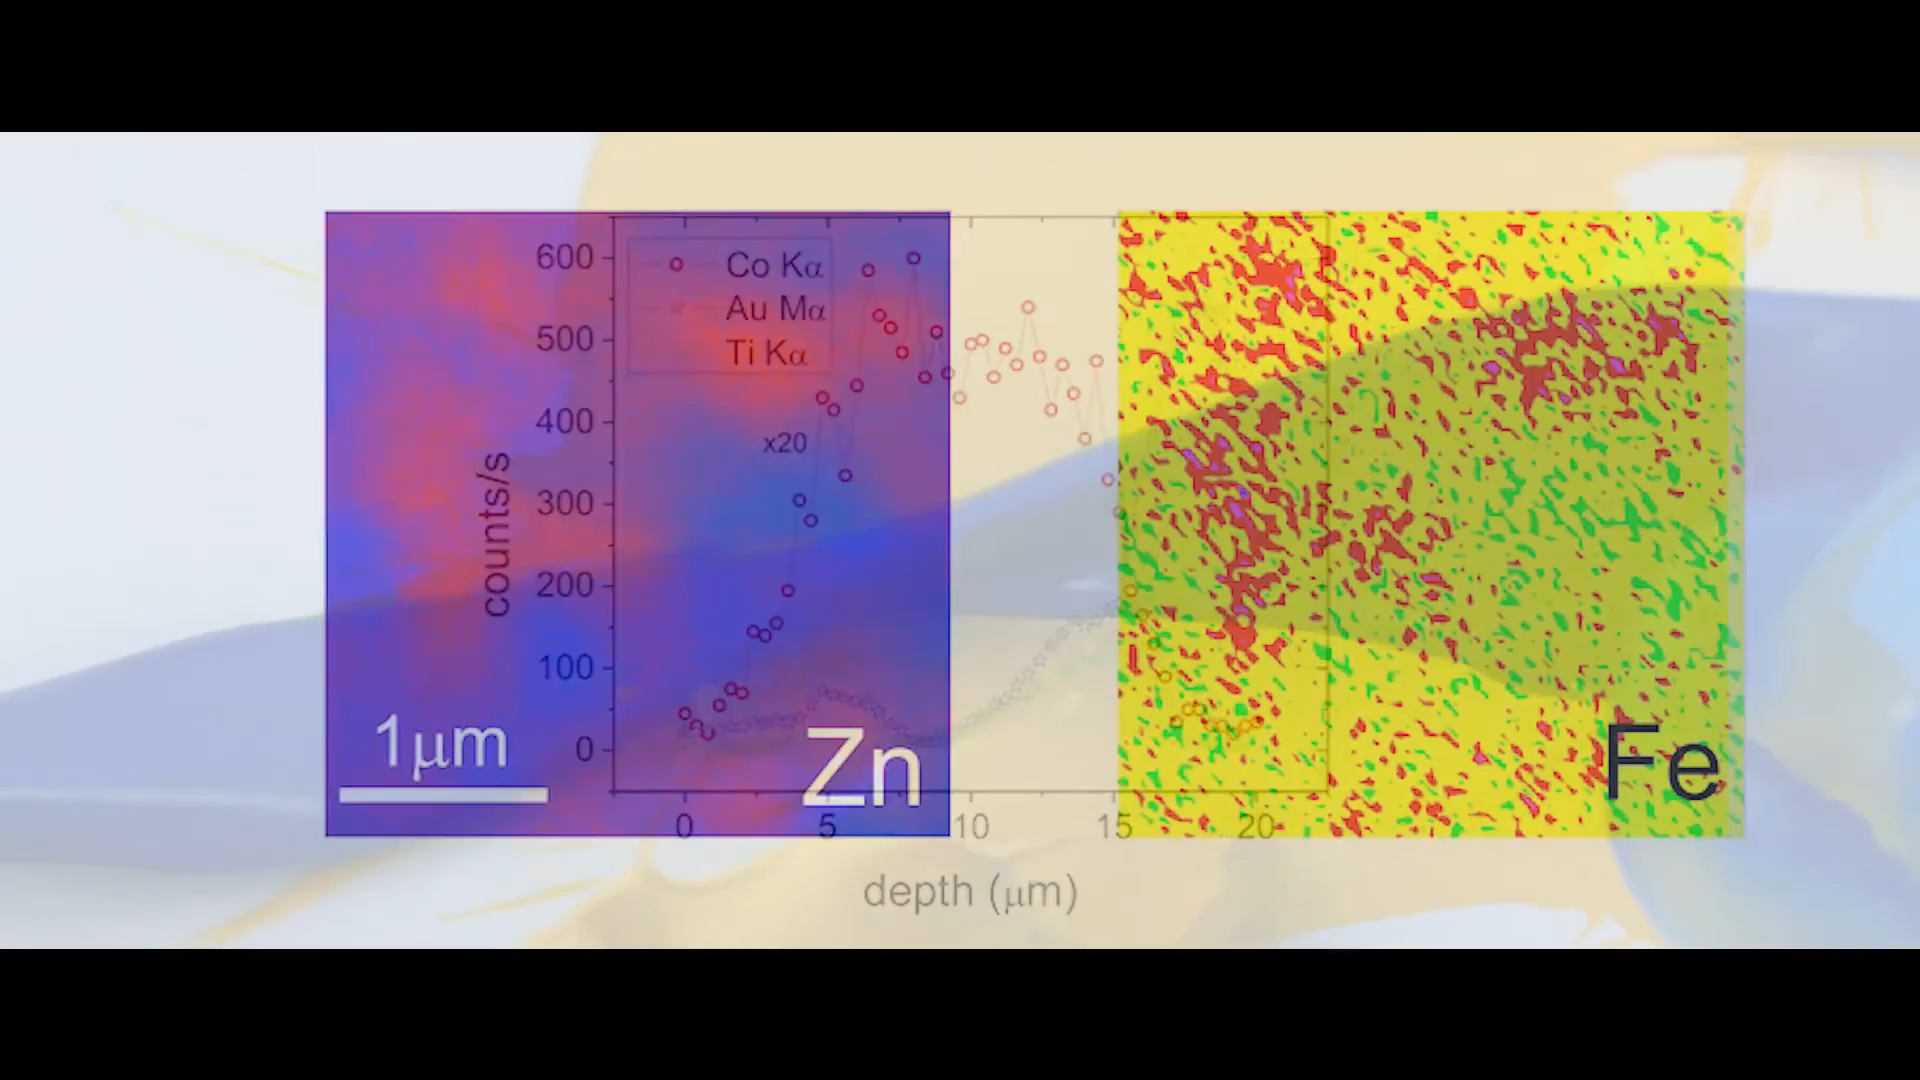 600
500
400
300
200
100
0
counts/s
Co Kα
Au Mα
Ti Kα
x20
1μm
Zn
Fe
0 5 10 15 20
depth (μm)